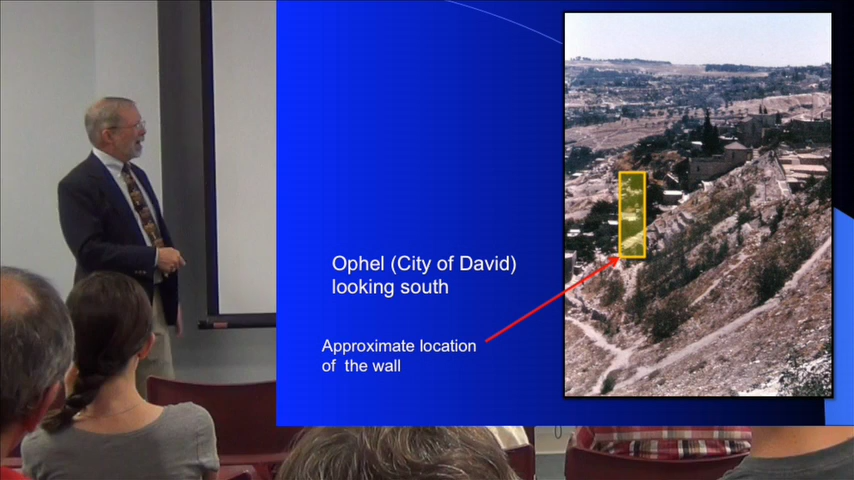 Ophel (City of David)
looking south
Approximate location
of the wall